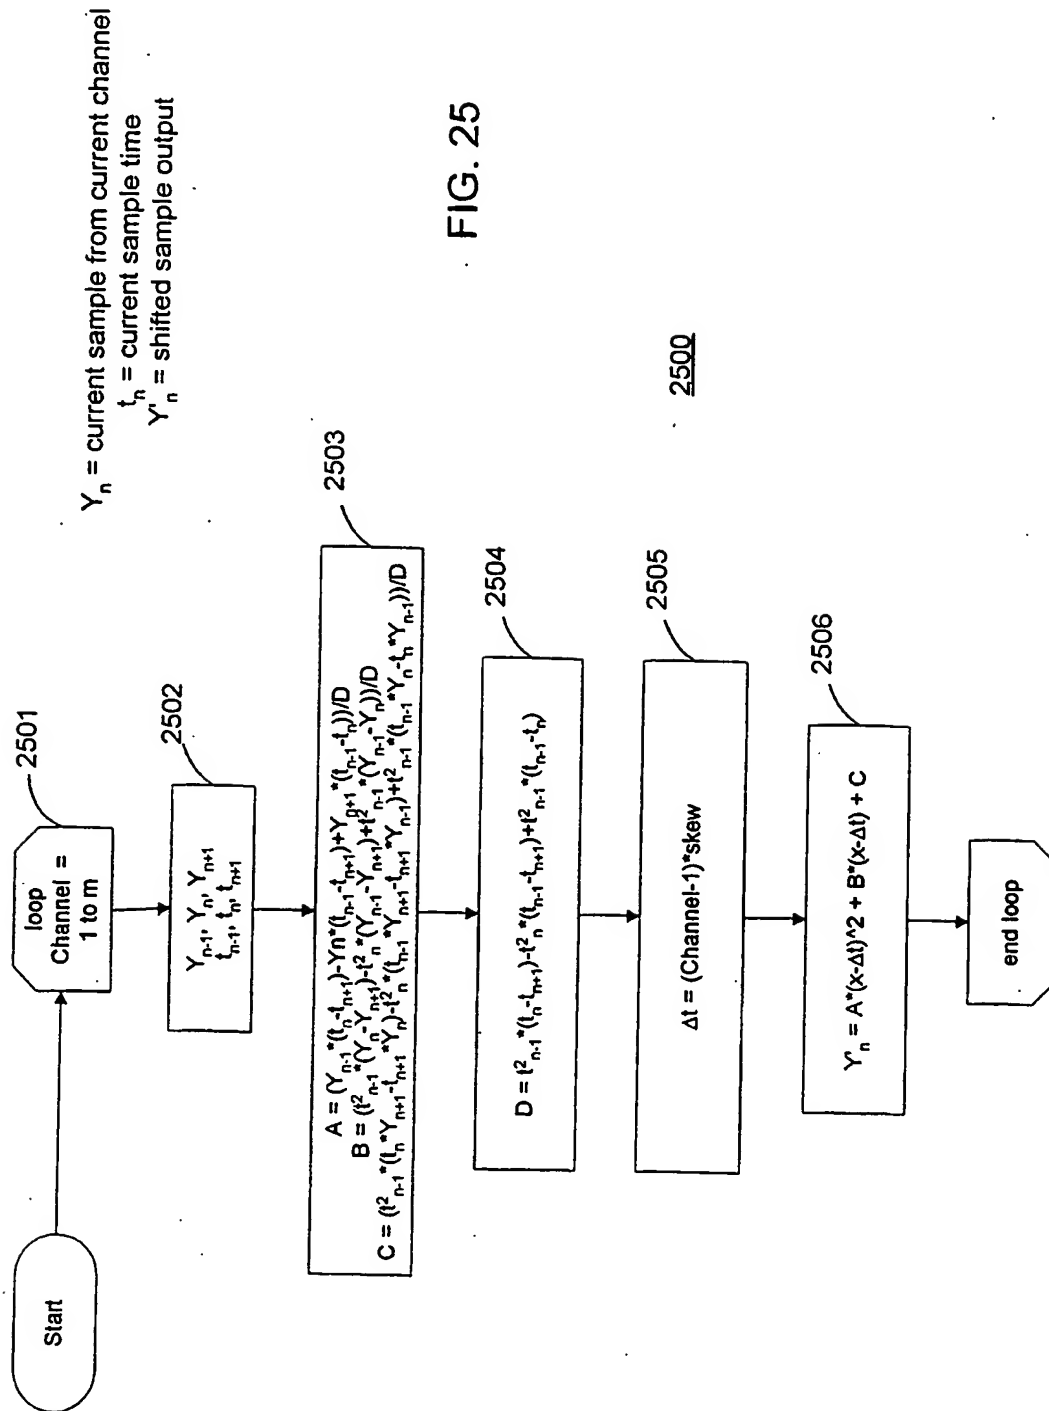 Yₙ = current sample from current channel
tₙ = current sample time
Y'ₙ = shifted sample output
Start
loop
Channel =
1 to m
2501
Yₙ₋₁, Yₙ, Yₙ₊₁
tₙ₋₁, tₙ, tₙ₊₁
2502
A = (Yₙ₋₁*(tₙ-tₙ₊₁)-Yn*(tₙ₋₁-tₙ₊₁)+Yₙ₊₁*(tₙ₋₁-tₙ))/D
B = (t²ₙ₋₁*(Yₙ-Yₙ₊₁)-t²ₙ*(Yₙ₋₁-Yₙ₊₁)+t²ₙ₋₁*(Yₙ₋₁-Yₙ))/D
C = (t²ₙ₋₁*(tₙ*Yₙ₊₁-tₙ₊₁*Yₙ)-t²ₙ*(tₙ₋₁*Yₙ₊₁-tₙ₊₁*Yₙ₋₁)+t²ₙ₋₁*(tₙ₋₁*Yₙ-tₙ*Yₙ₋₁))/D
2503
D = t²ₙ₋₁*(tₙ-tₙ₊₁)-t²ₙ*(tₙ₋₁-tₙ₊₁)+t²ₙ₋₁*(tₙ₋₁-tₙ)
2504
Δt = (Channel-1)*skew
2505
Y'ₙ = A*(x-Δt)^2 + B*(x-Δt) + C
2506
end loop
2500
FIG. 25